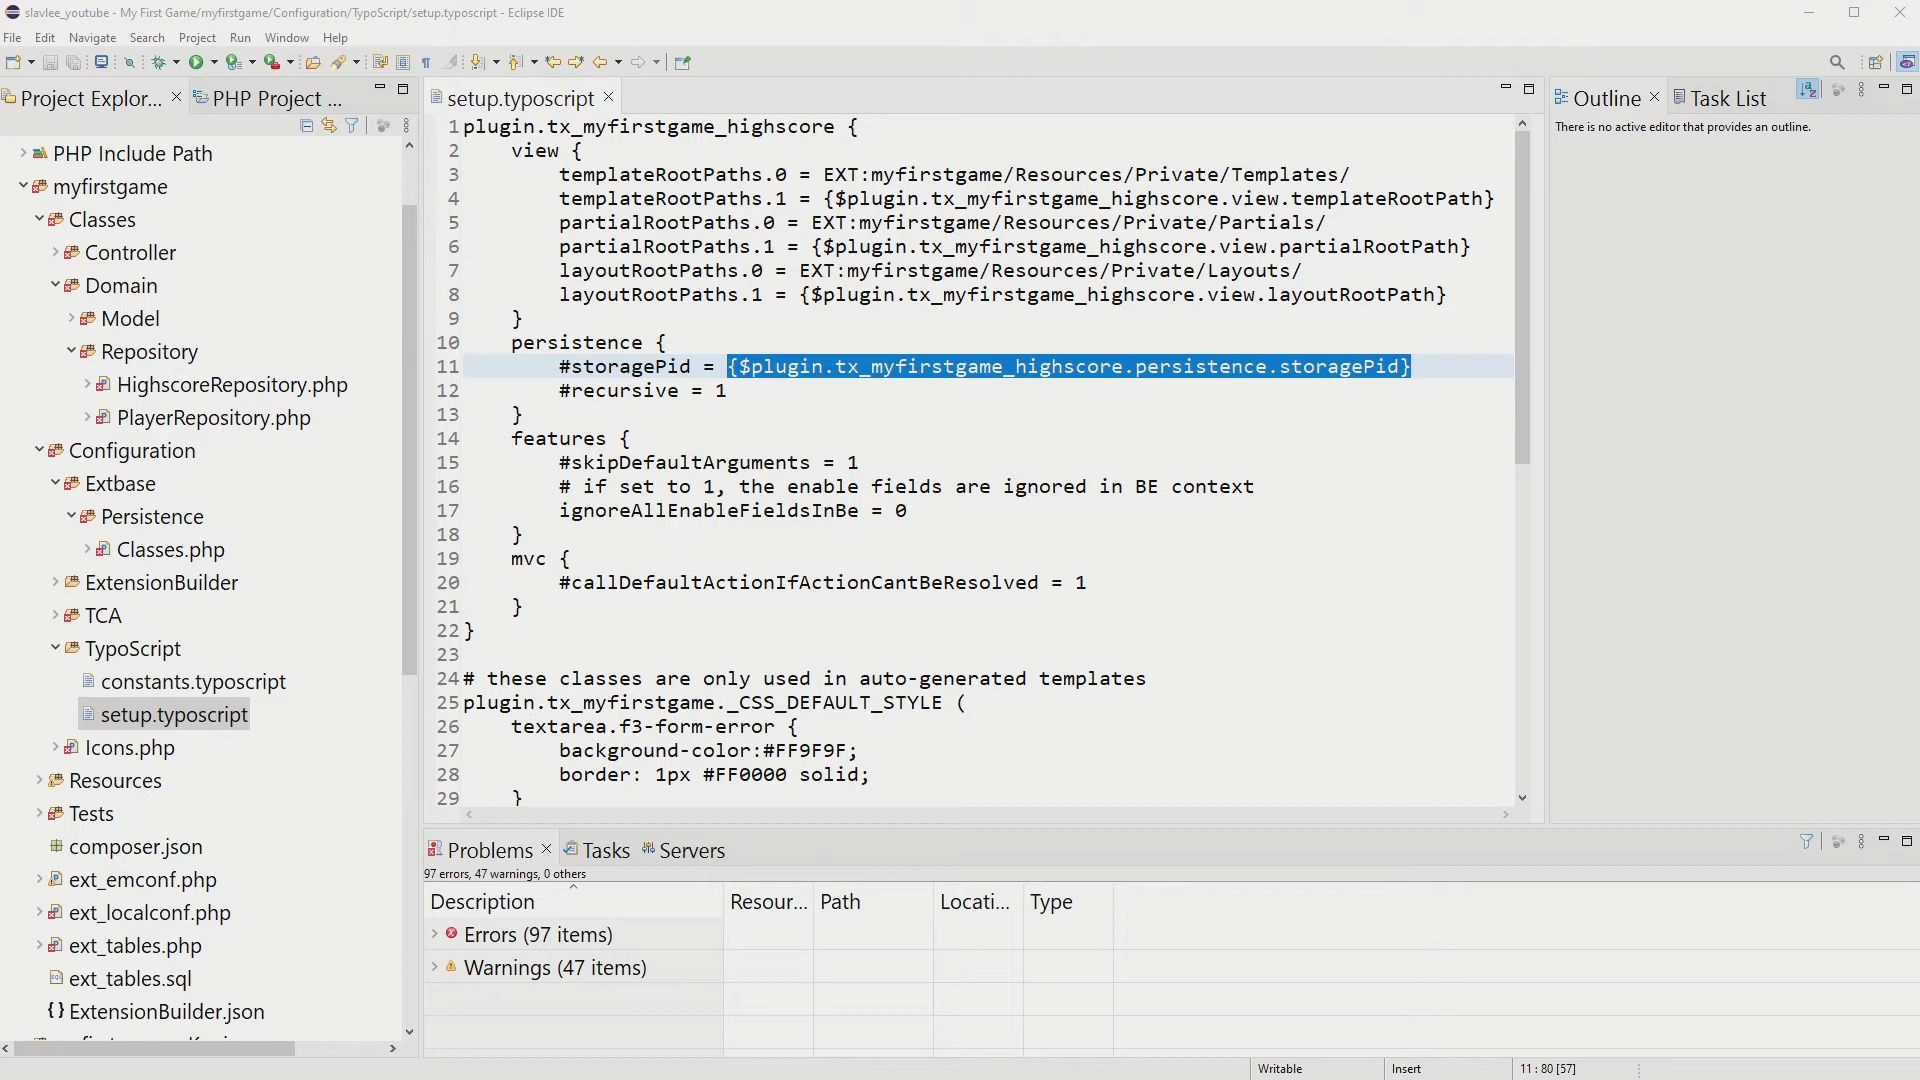 slavlee_youtube - My First Game/myfirstgame/Configuration/TypoScript/setup.typoscript - Eclipse IDE
File Edit Navigate Search Project Run Window Help
Project Explor... PHP Project ...
PHP Include Path
myfirstgame
Classes
Controller
Domain
Model
Repository
HighscoreRepository.php
PlayerRepository.php
Configuration
Extbase
Persistence
Classes.php
ExtensionBuilder
TCA
TypoScript
constants.typoscript
setup.typoscript
Icons.php
Resources
Tests
composer.json
ext_emconf.php
ext_localconf.php
ext_tables.php
ext_tables.sql
ExtensionBuilder.json
setup.typoscript
1 plugin.tx_myfirstgame_highscore {
2 view {
3 templateRootPaths.0 = EXT:myfirstgame/Resources/Private/Templates/
4 templateRootPaths.1 = {$plugin.tx_myfirstgame_highscore.view.templateRootPath}
5 partialRootPaths.0 = EXT:myfirstgame/Resources/Private/Partials/
6 partialRootPaths.1 = {$plugin.tx_myfirstgame_highscore.view.partialRootPath}
7 layoutRootPaths.0 = EXT:myfirstgame/Resources/Private/Layouts/
8 layoutRootPaths.1 = {$plugin.tx_myfirstgame_highscore.view.layoutRootPath}
9 }
10 persistence {
11 #storagePid = {$plugin.tx_myfirstgame_highscore.persistence.storagePid}
12 #recursive = 1
13 }
14 features {
15 #skipDefaultArguments = 1
16 # if set to 1, the enable fields are ignored in BE context
17 ignoreAllEnableFieldsInBe = 0
18 }
19 mvc {
20 #callDefaultActionIfActionCantBeResolved = 1
21 }
22 }
23
24 # these classes are only used in auto-generated templates
25 plugin.tx_myfirstgame._CSS_DEFAULT_STYLE (
26 textarea.f3-form-error {
27 background-color:#FF9F9F;
28 border: 1px #FF0000 solid;
29 }
Outline Task List
There is no active editor that provides an outline.
Problems Tasks Servers
97 errors, 47 warnings, 0 others
Description Resour... Path Locati... Type
Errors (97 items)
Warnings (47 items)
Writable Insert 11 : 80 [57]